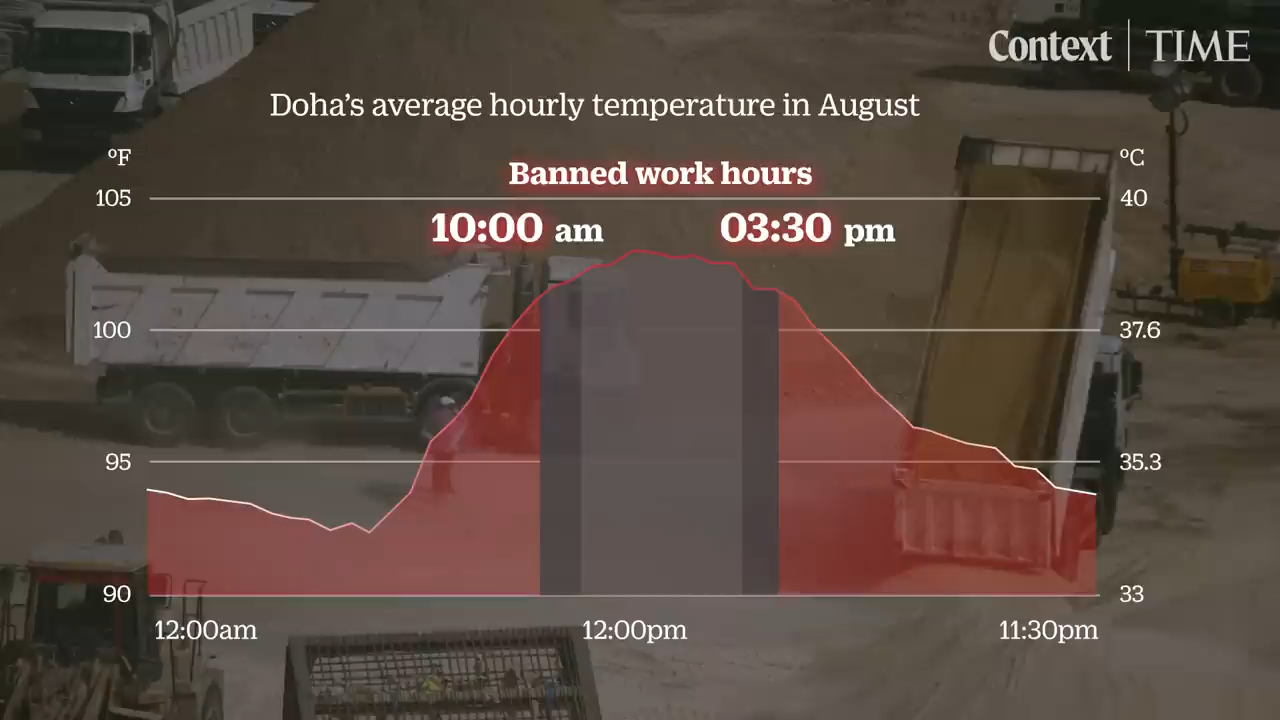 Context | TIME
Doha's average hourly temperature in August
ºF
ºC
Banned work hours
105
40
10:00 am
03:30 pm
100
37.6
95
35.3
90
33
12:00am
12:00pm
11:30pm